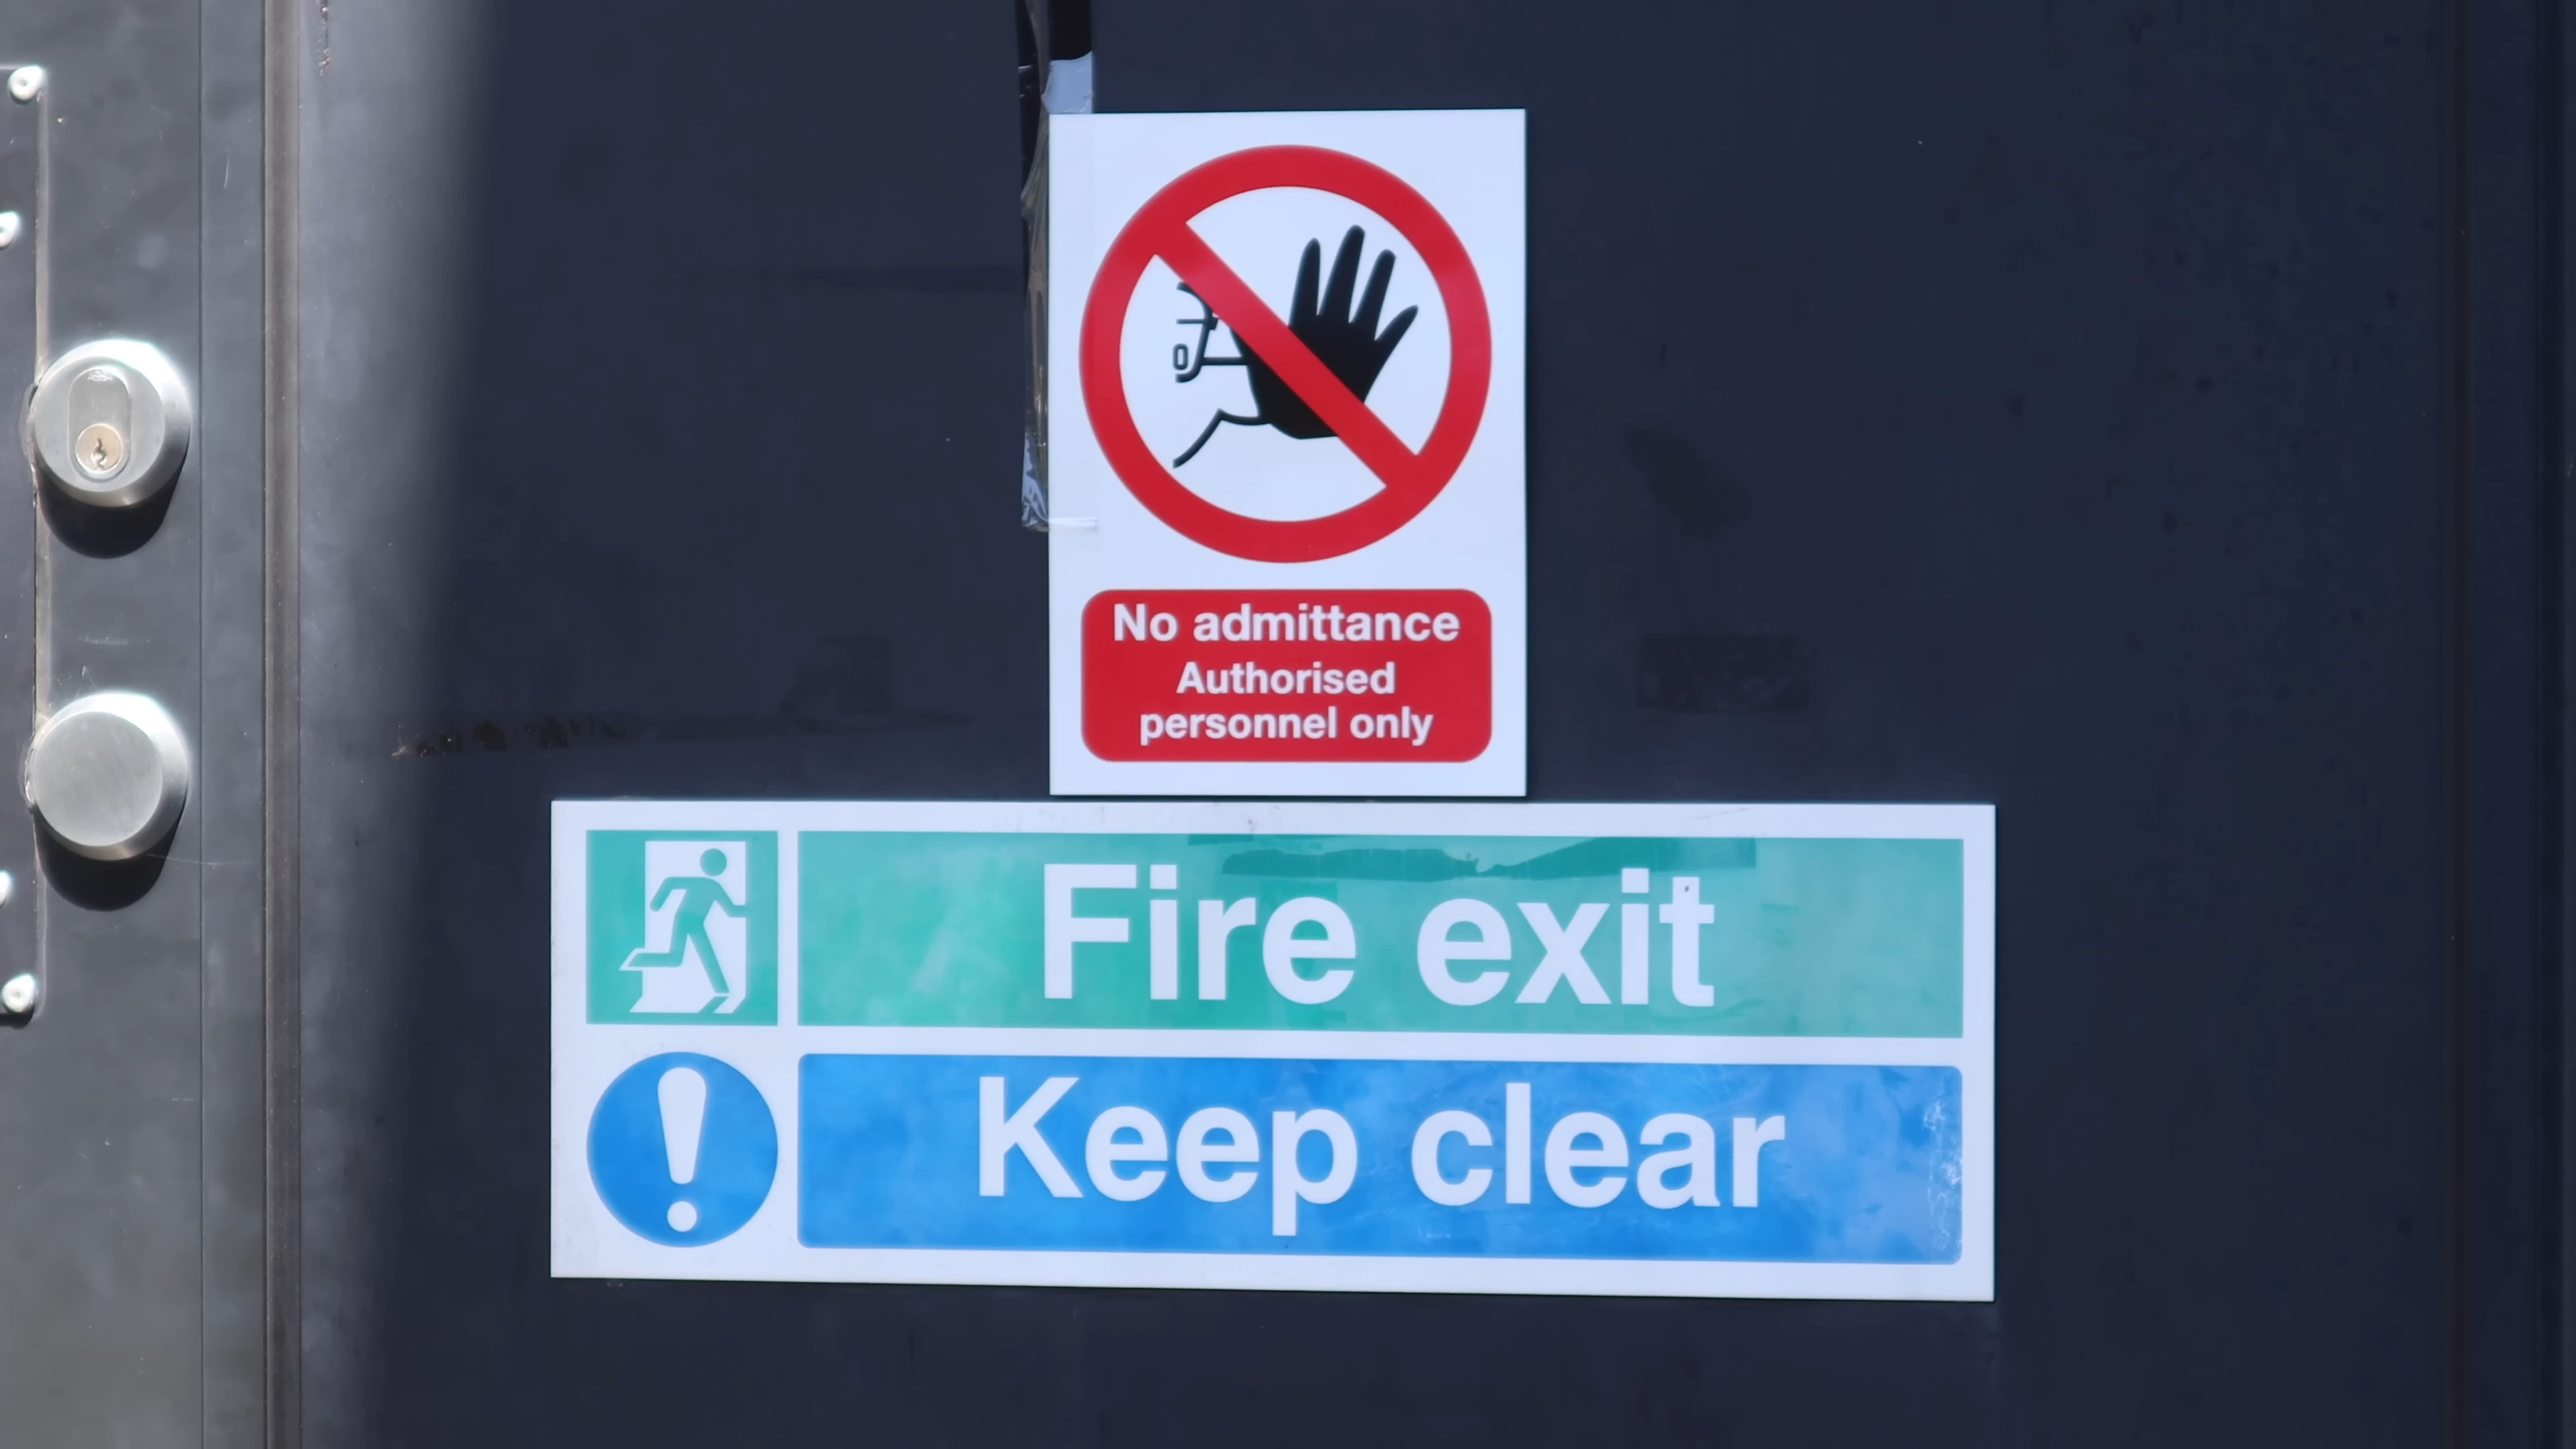 No admittance
Authorised
personnel only
Fire exit
Keep clear